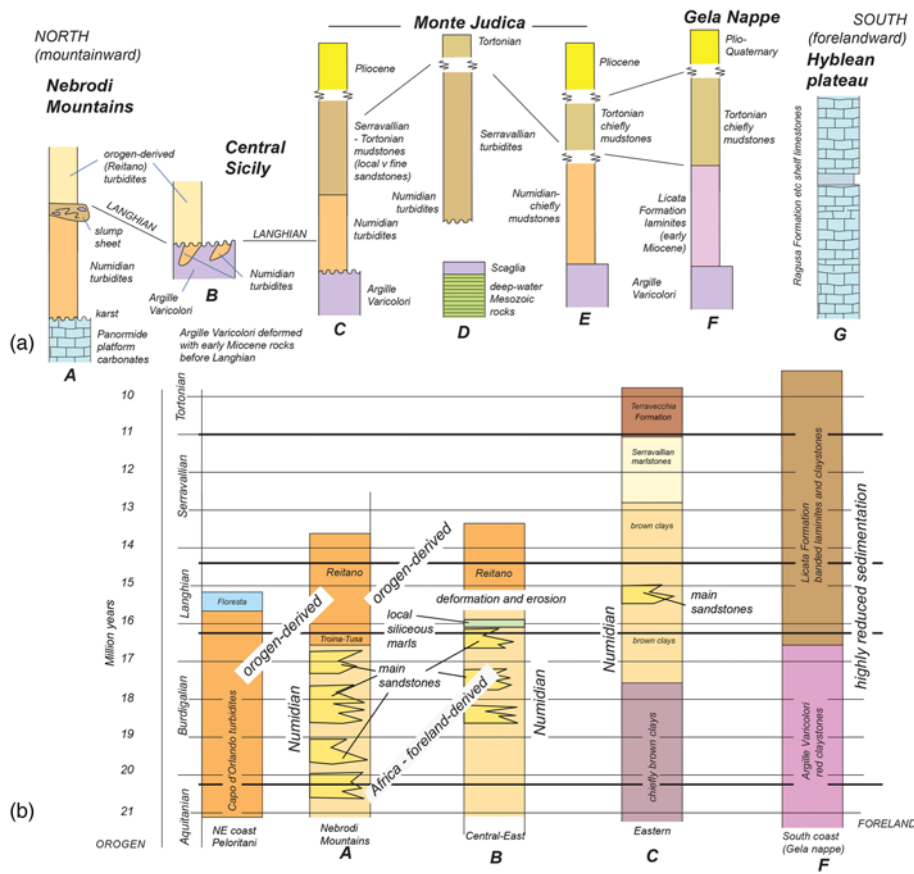 NORTH
(mountainward)
Nebrodi
Mountains
orogen-derived
(Reitano)
turbidites
Central
Sicily
LANGHIAN
slump
sheet
Numidian
turbidites
karst
Panormide
platform
carbonates
A
B
Argille
Varicolori
Numidian
turbidites
Argille Varicolori deformed
with early Miocene rocks
before Langhian
(a)
LANGHIAN
Monte Judica
Pliocene
Serravallian
- Tortonian
mudstones
(local v fine
sandstones)
Numidian
turbidites
Argille
Varicolori
C
Tortonian
Serravallian
turbidites
Numidian
turbidites
Scaglia
deep-water
Mesozoic
rocks
D
Pliocene
Tortonian
chiefly
mudstones
Numidian-
chiefly
mudstones
Argille
Varicolori
E
Gela Nappe
Plio-
Quaternary
Tortonian
chiefly
mudstones
Licata
Formation
laminites
(early
Miocene)
F
SOUTH
(forelandward)
Hyblean
plateau
Ragusa Formation etc shelf limestones
G
(b)
Million years
10
11
12
13
14
15
16
17
18
19
20
21
Tortonian
Serravallian
Langhian
Burdigalian
Aquitanian
OROGEN
Floresta
Capo d'Orlando turbidites
NE coast
Peloritani
orogen-derived
Reitano
Troina-Tusa
Numidian
Nebrodi
Mountains
A
orogen-derived
main
sandstones
local
siliceous
marls
Africa - foreland-derived
Reitano
deformation and erosion
Numidian
Central-East
B
Numidian
Terravecchia
Formation
Serravallian
marlstones
brown clays
main
sandstones
brown clays
chiefly brown clays
Eastern
C
Licata Formation
banded laminites and claystones
Argille Varicolori
red claystones
highly reduced sedimentation
FORELAND
South coast
(Gela nappe)
F